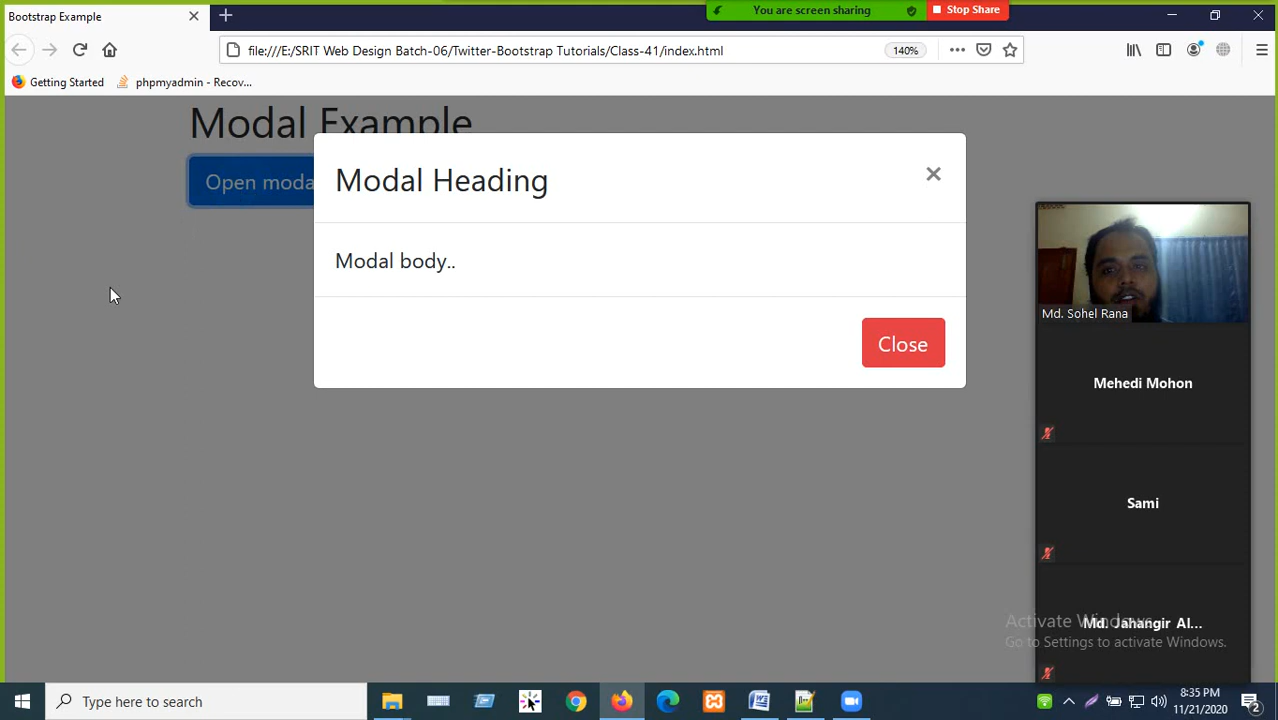 Bootstrap Example
You are screen sharing
Stop Share
file:///E:/SRIT Web Design Batch-06/Twitter-Bootstrap Tutorials/Class-41/index.html
140%
Getting Started
phpmyadmin - Recov...
Modal Example
Open moda
Modal Heading
×
Modal body..
Close
Md. Sohel Rana
Mehedi Mohon
Sami
Md. Jahangir Al...
Activate Windows
Go to Settings to activate Windows.
Type here to search
8:35 PM
11/21/2020
2